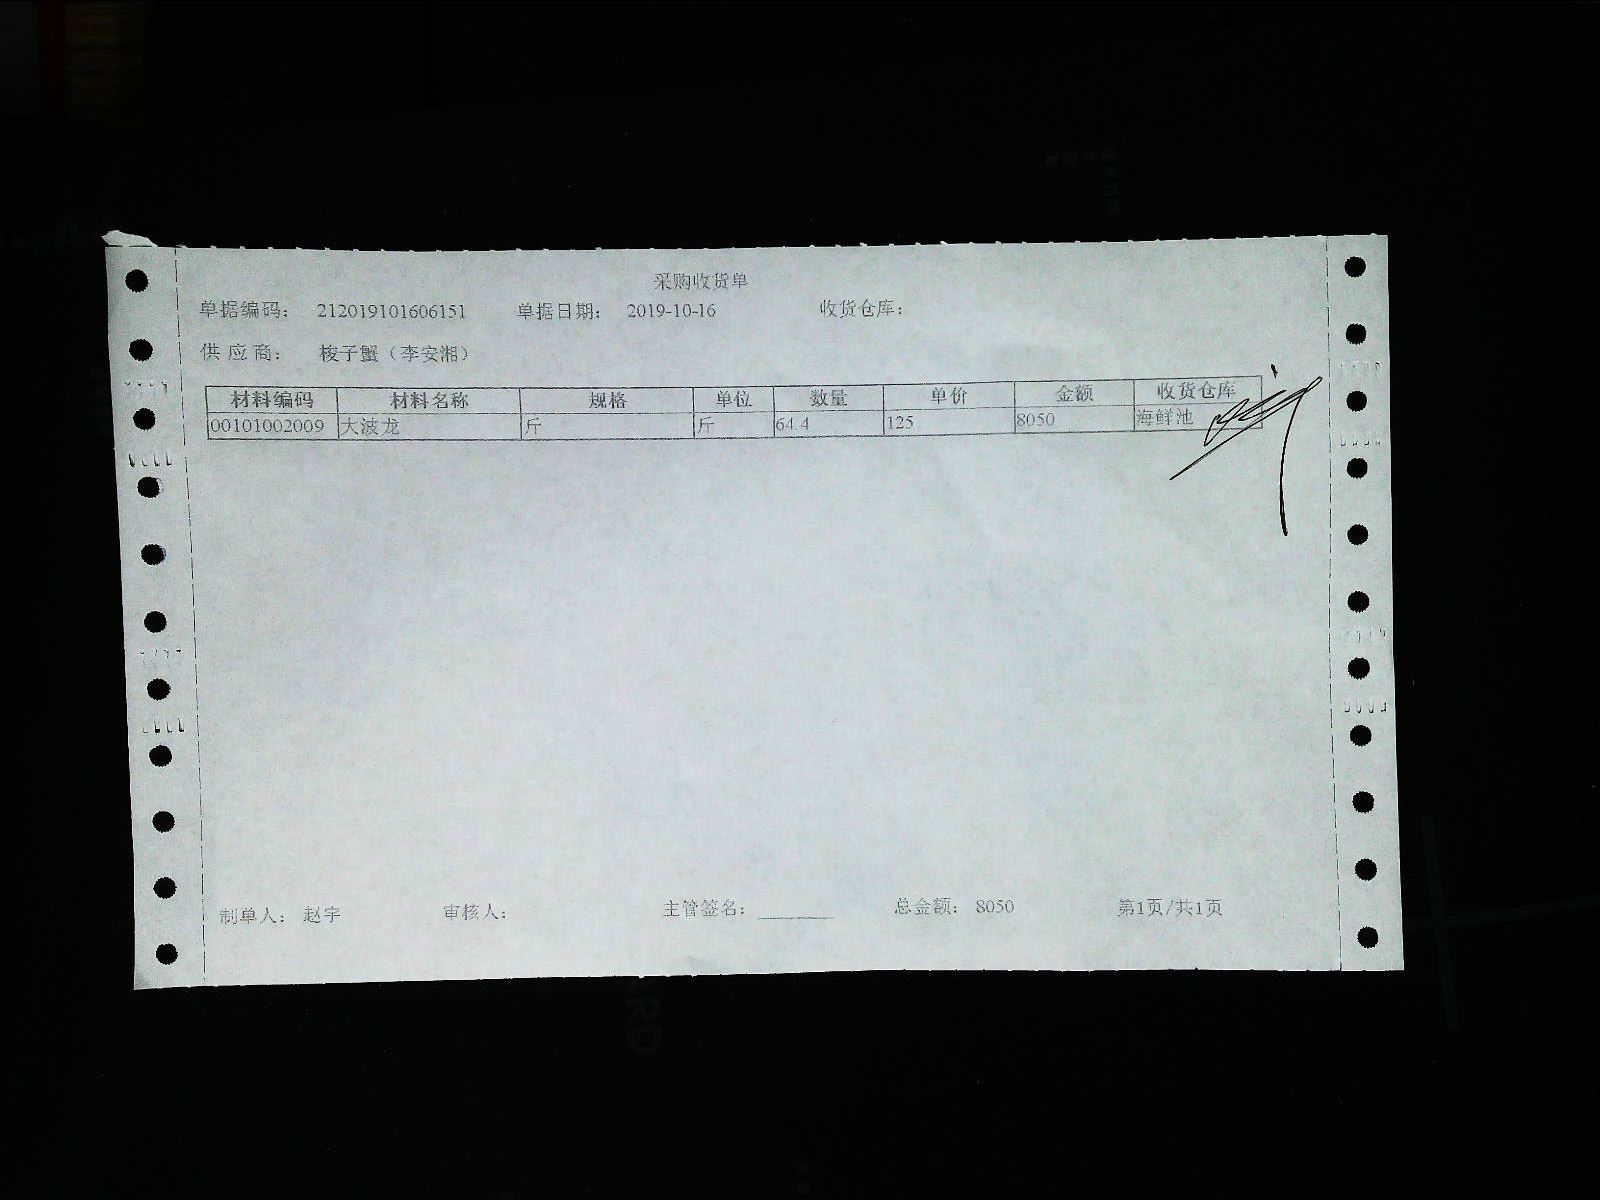 采购收货单
单据编码: 212019101606151 单据日期: 2019-10-16 收货仓库:
供应商: 梭子蟹（李安湘）
材料编码 材料名称 规格 单位 数量 单价 金额 收货仓库
00101002009 大波龙 斤 斤 64.4 125 8050 海鲜池
制单人: 赵宇 审核人: 主管签名: ________ 总金额: 8050 第1页/共1页